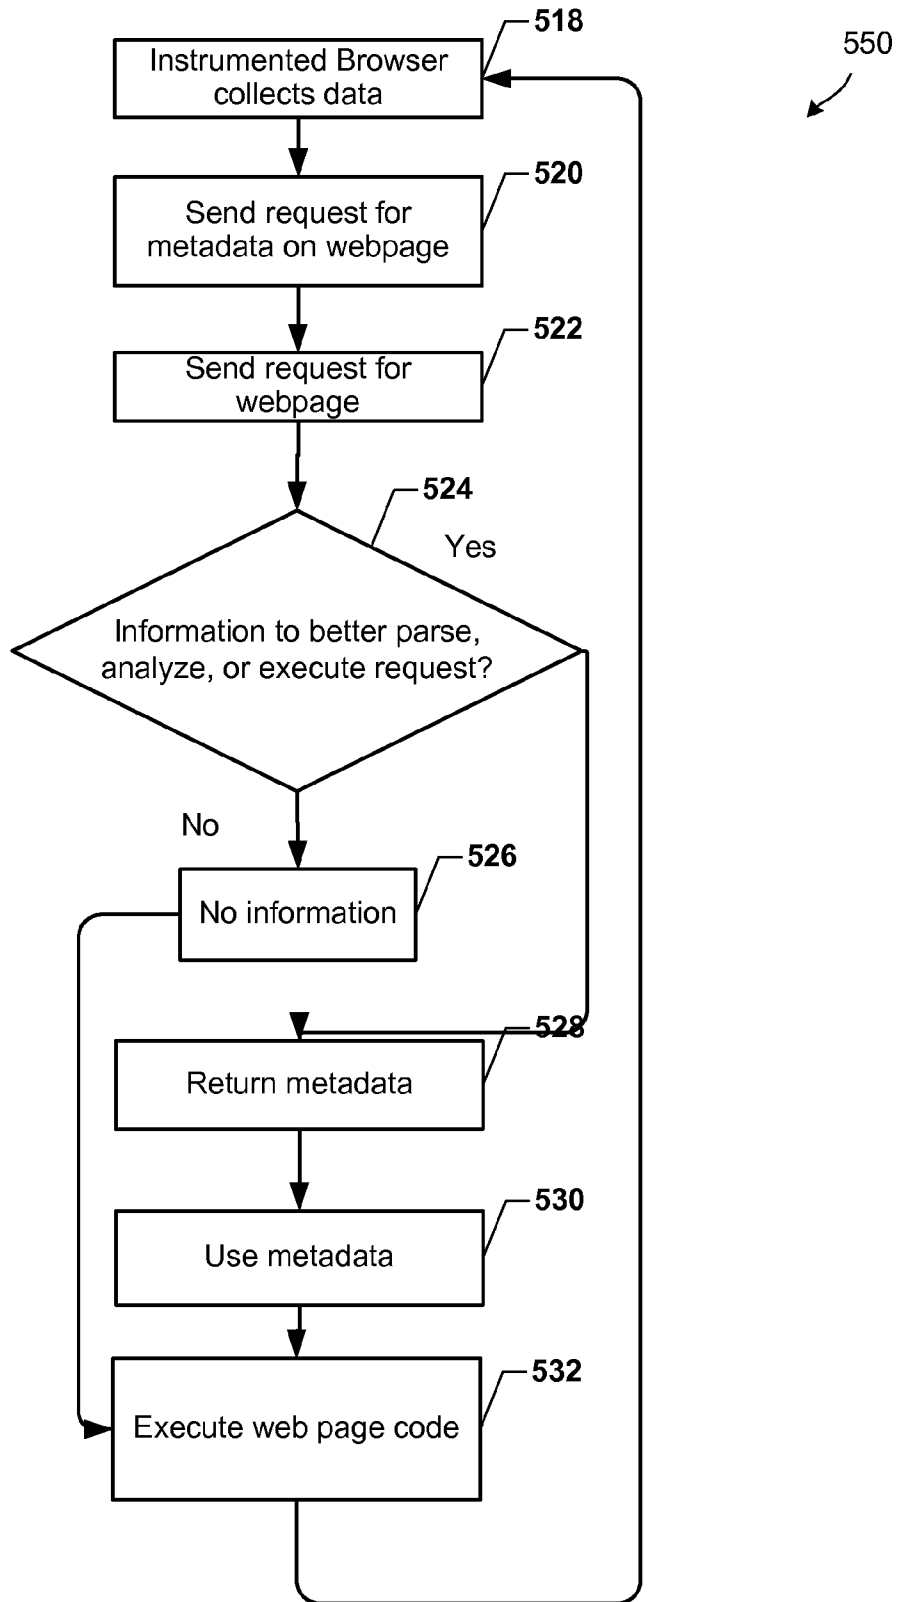 518
550
Instrumented Browser
collects data
520
Send request for
metadata on webpage
522
Send request for
webpage
524
Yes
Information to better parse,
analyze, or execute request?
No
526
No information
528
Return metadata
530
Use metadata
532
Execute web page code